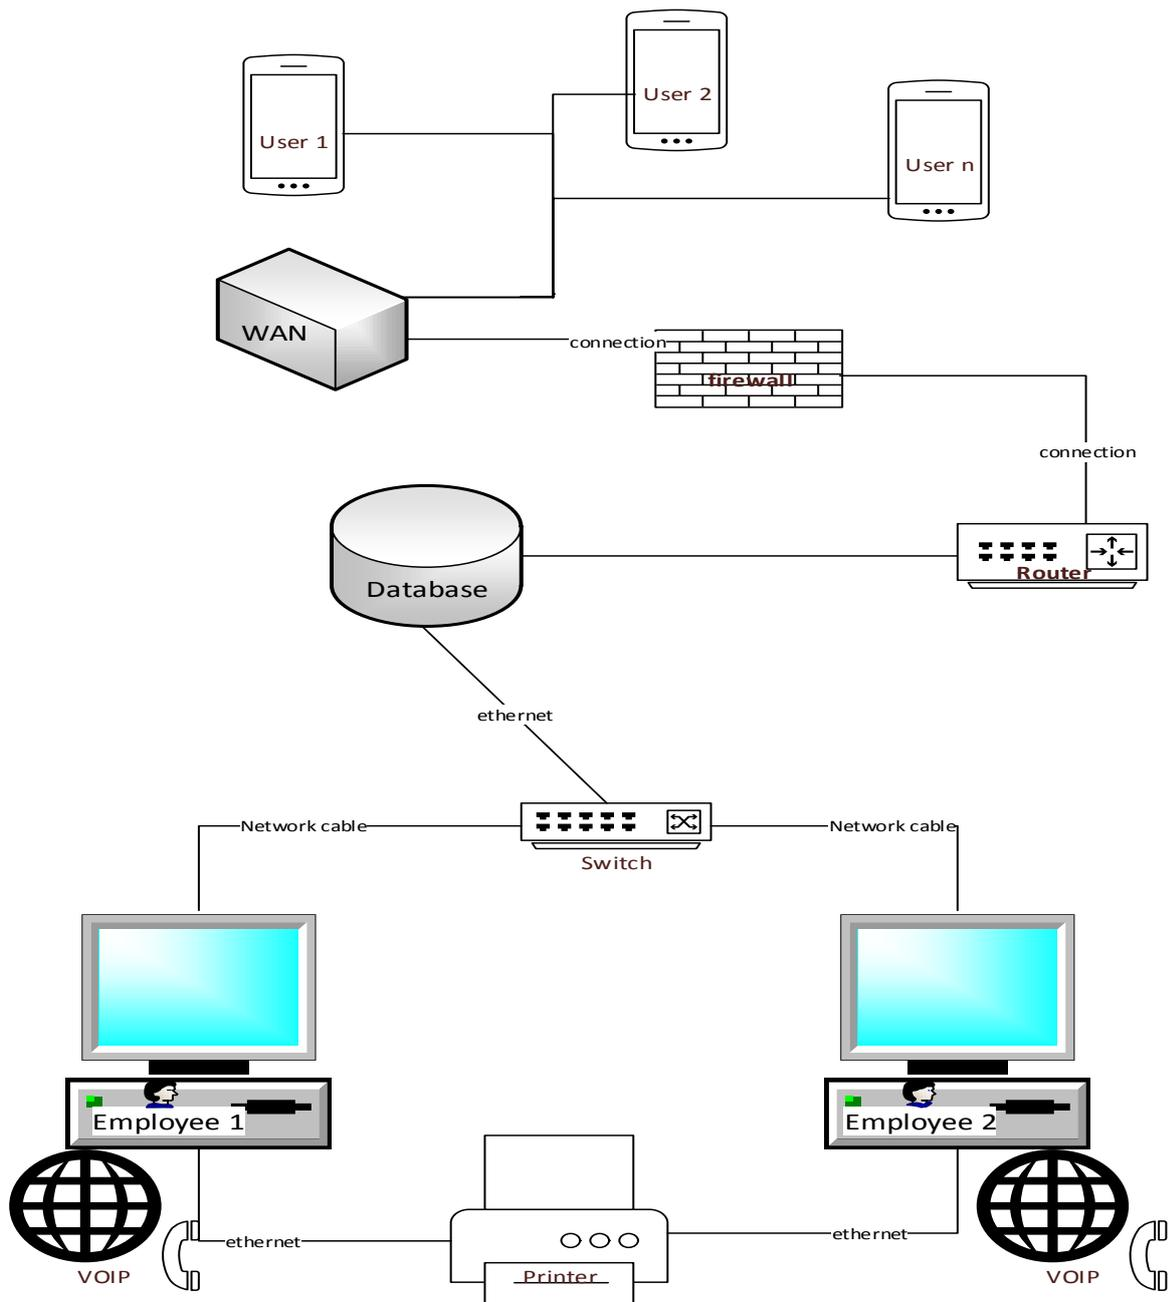 User 2
User 1
User n
WAN
connection
firewall
connection
Router
Database
ethernet
Network cable
Network cable
Switch
Employee 1
Employee 2
ethernet
ethernet
VOIP
Printer
VOIP